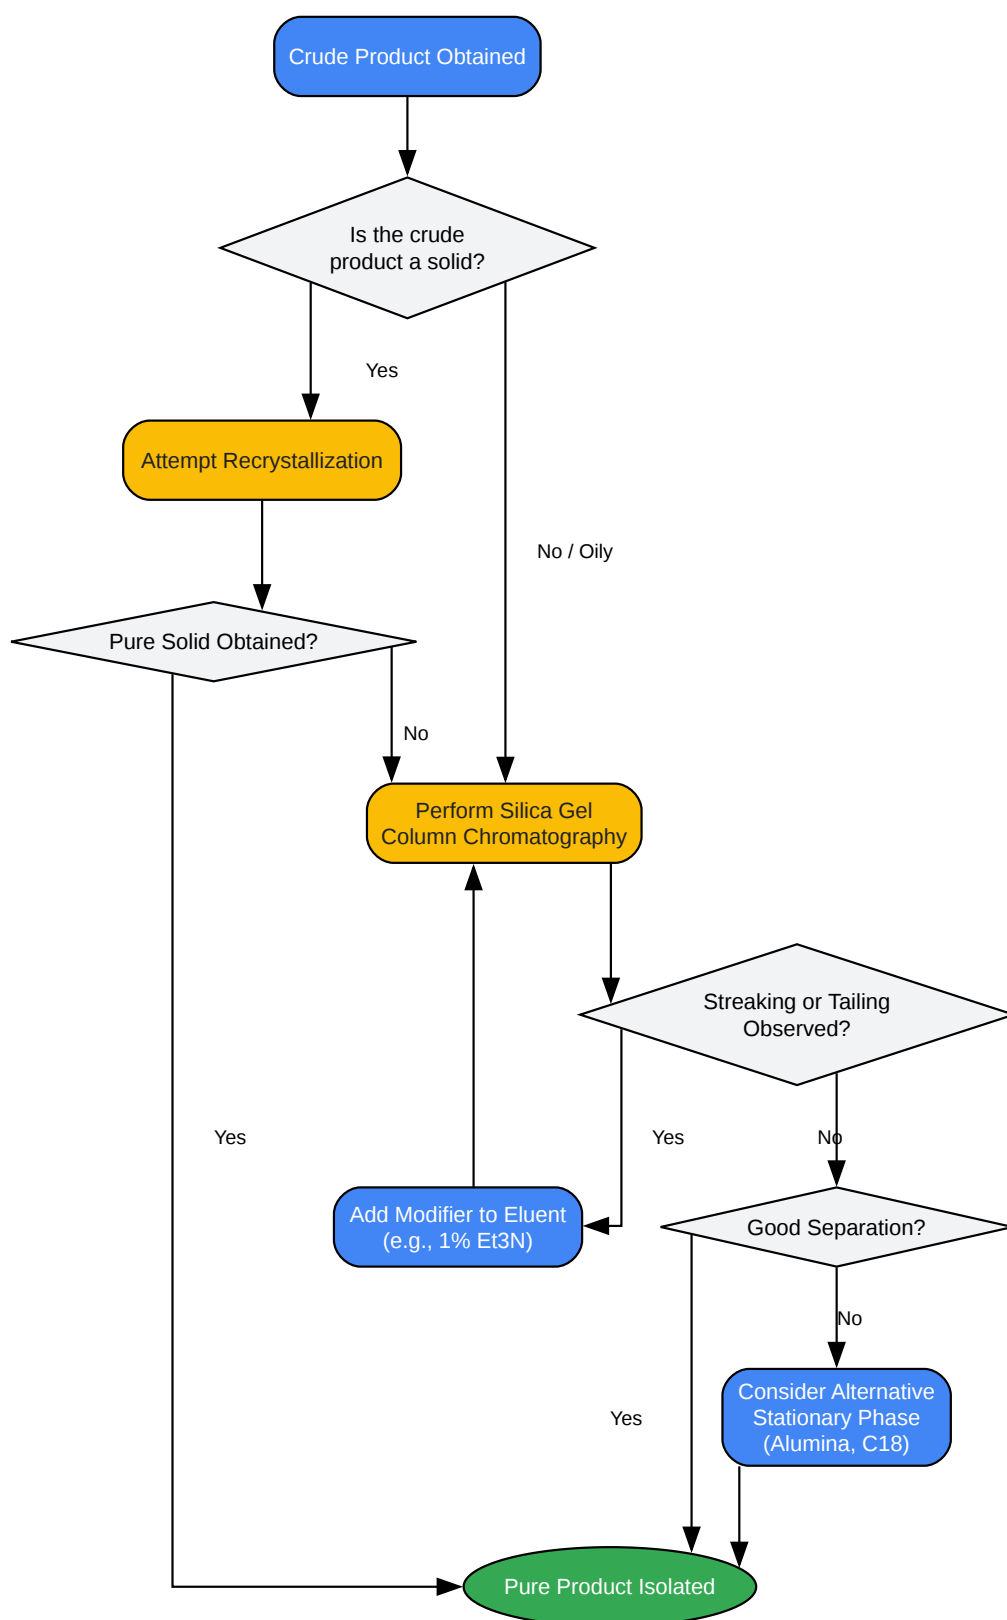 Crude Product Obtained
Is the crude
product a solid?
Yes
Attempt Recrystallization
No / Oily
Pure Solid Obtained?
No
Perform Silica Gel
Column Chromatography
Streaking or Tailing
Observed?
Yes
Yes
No
Add Modifier to Eluent
(e.g., 1% Et3N)
Good Separation?
No
Consider Alternative
Stationary Phase
(Alumina, C18)
Yes
Pure Product Isolated